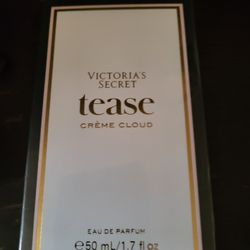 VICTORIA'S
SECRET
tease
CRÈME CLOUD
EAU DE PARFUM
℮50 mL/1.7 fl oz